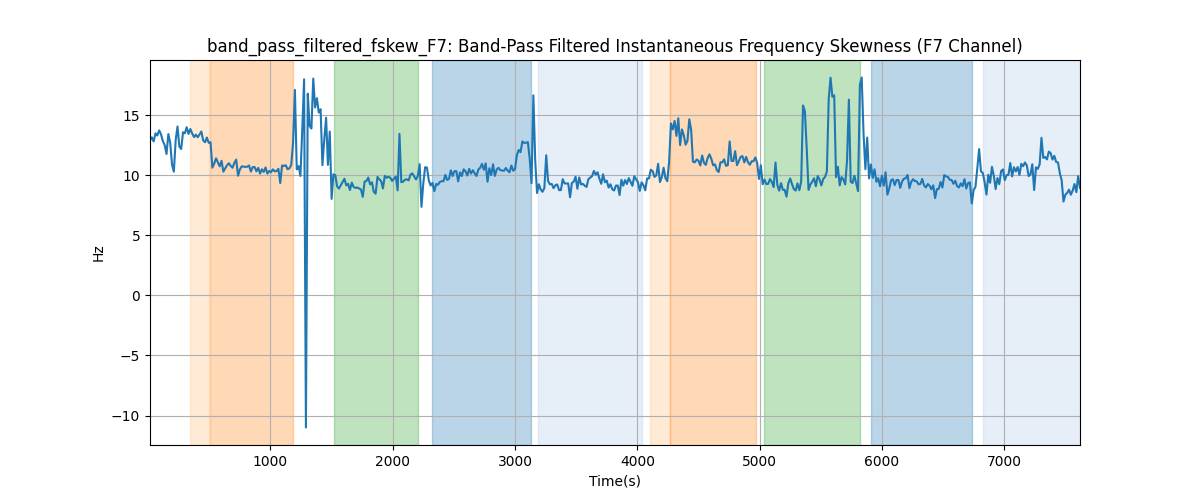 band_pass_filtered_fskew_F7: Band-Pass Filtered Instantaneous Frequency Skewness (F7 Channel)
15
10
5
0
−5
−10
Hz
1000 2000 3000 4000 5000 6000 7000
Time(s)